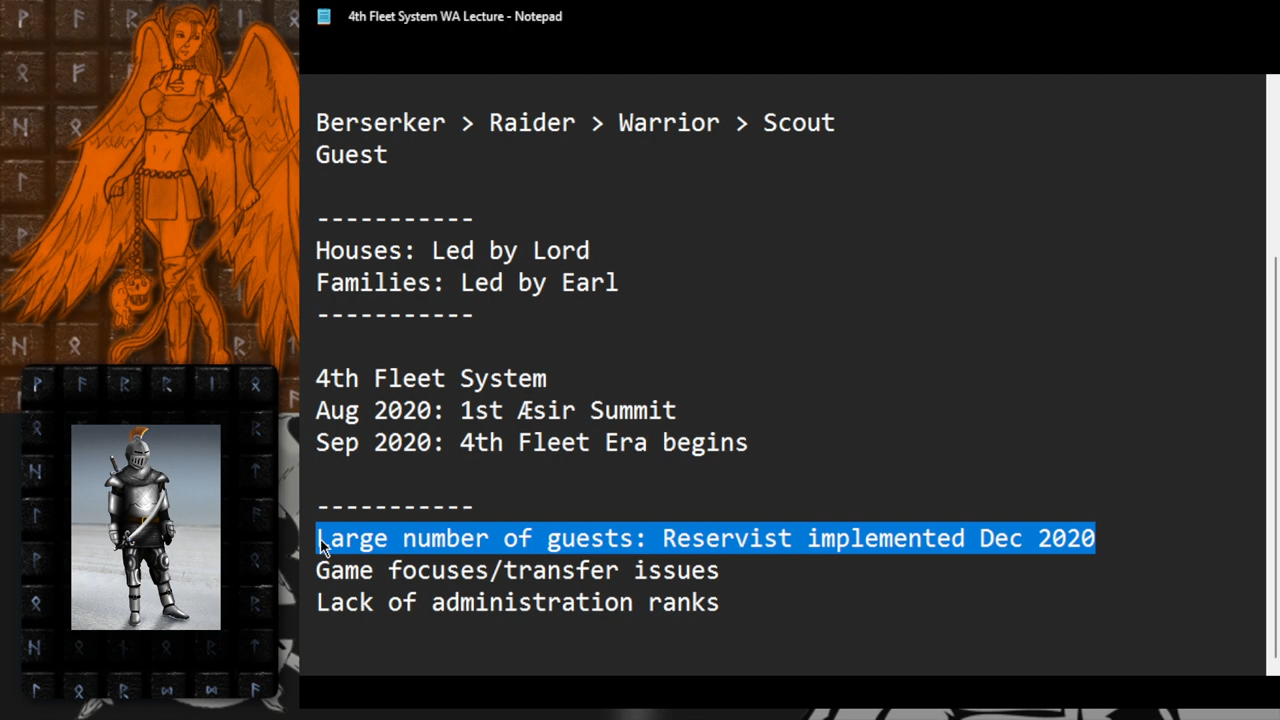 4th Fleet System WA Lecture - Notepad
Berserker > Raider > Warrior > Scout
Guest
-----------
Houses: Led by Lord
Families: Led by Earl
-----------
4th Fleet System
Aug 2020: 1st Æsir Summit
Sep 2020: 4th Fleet Era begins
-----------
Large number of guests: Reservist implemented Dec 2020
Game focuses/transfer issues
Lack of administration ranks